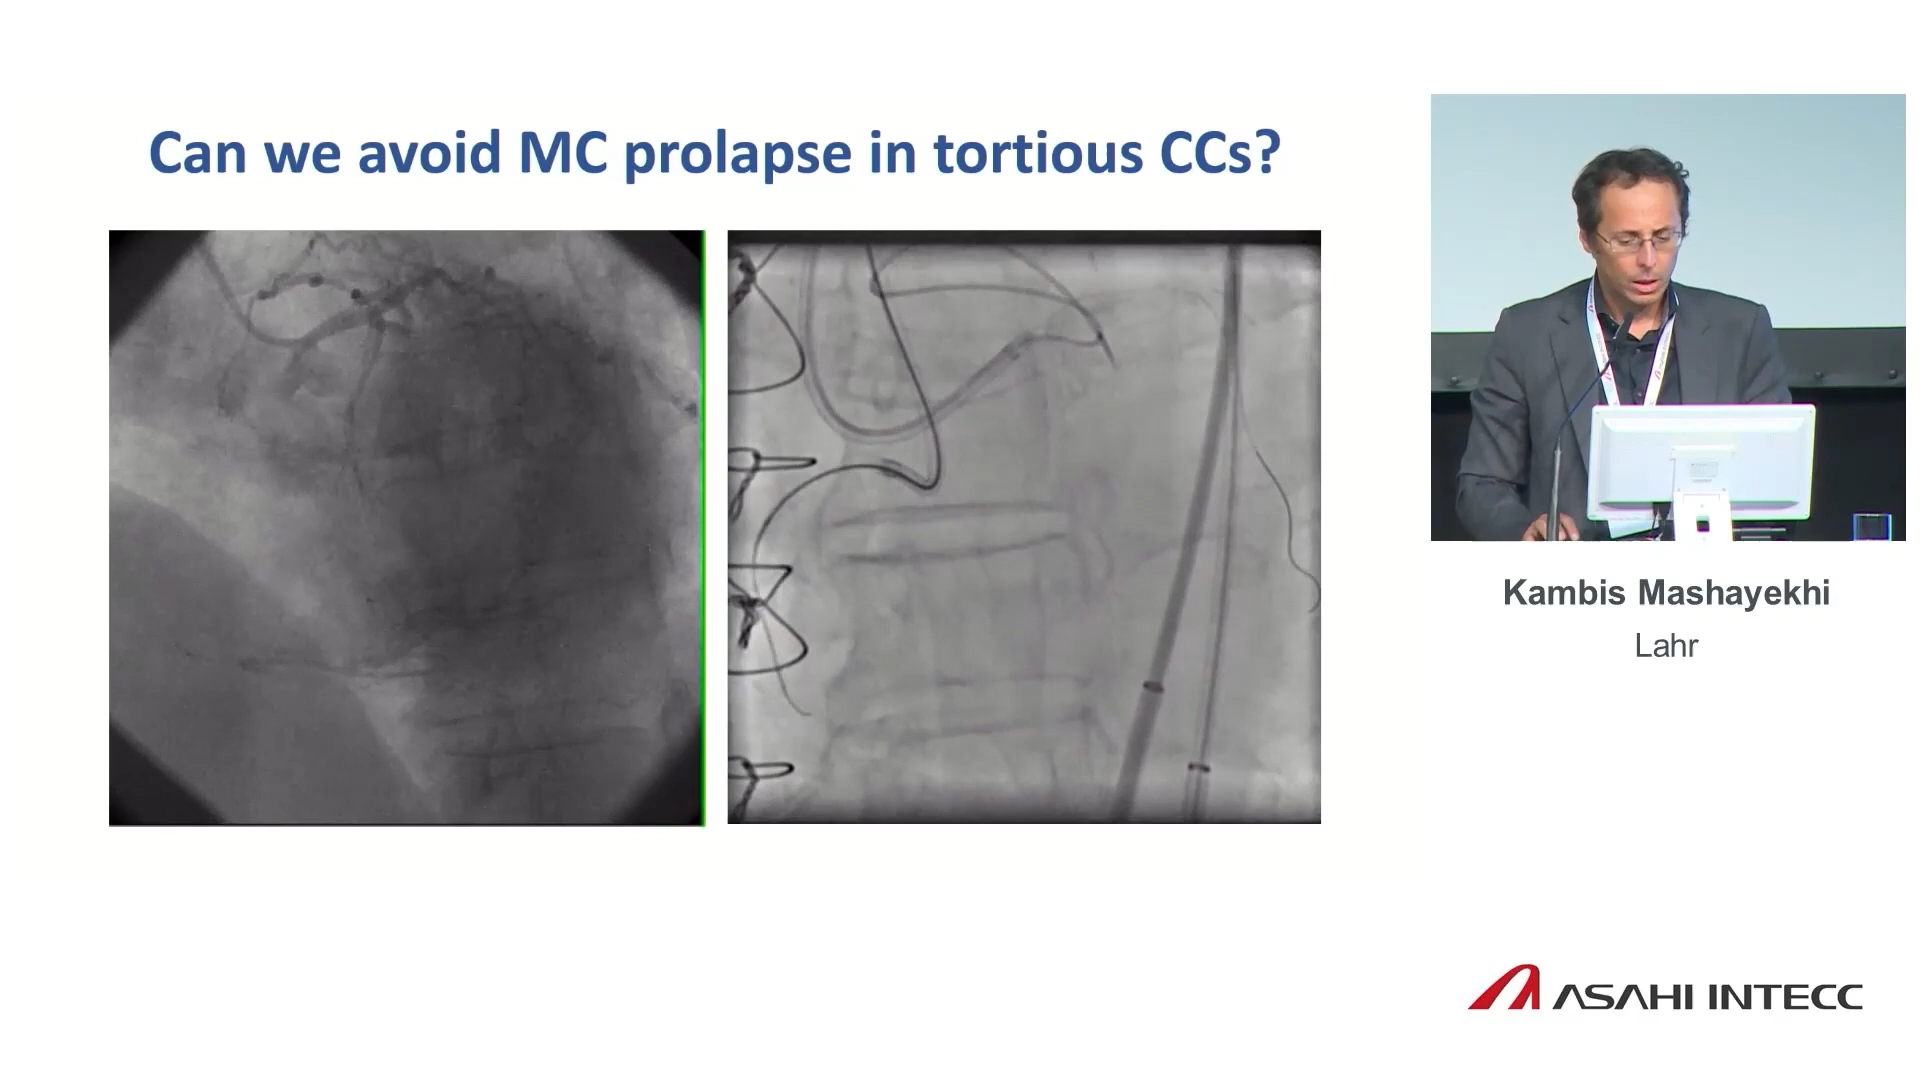 Can we avoid MC prolapse in tortious CCs?
Kambis Mashayekhi
Lahr
ASAHI INTECC